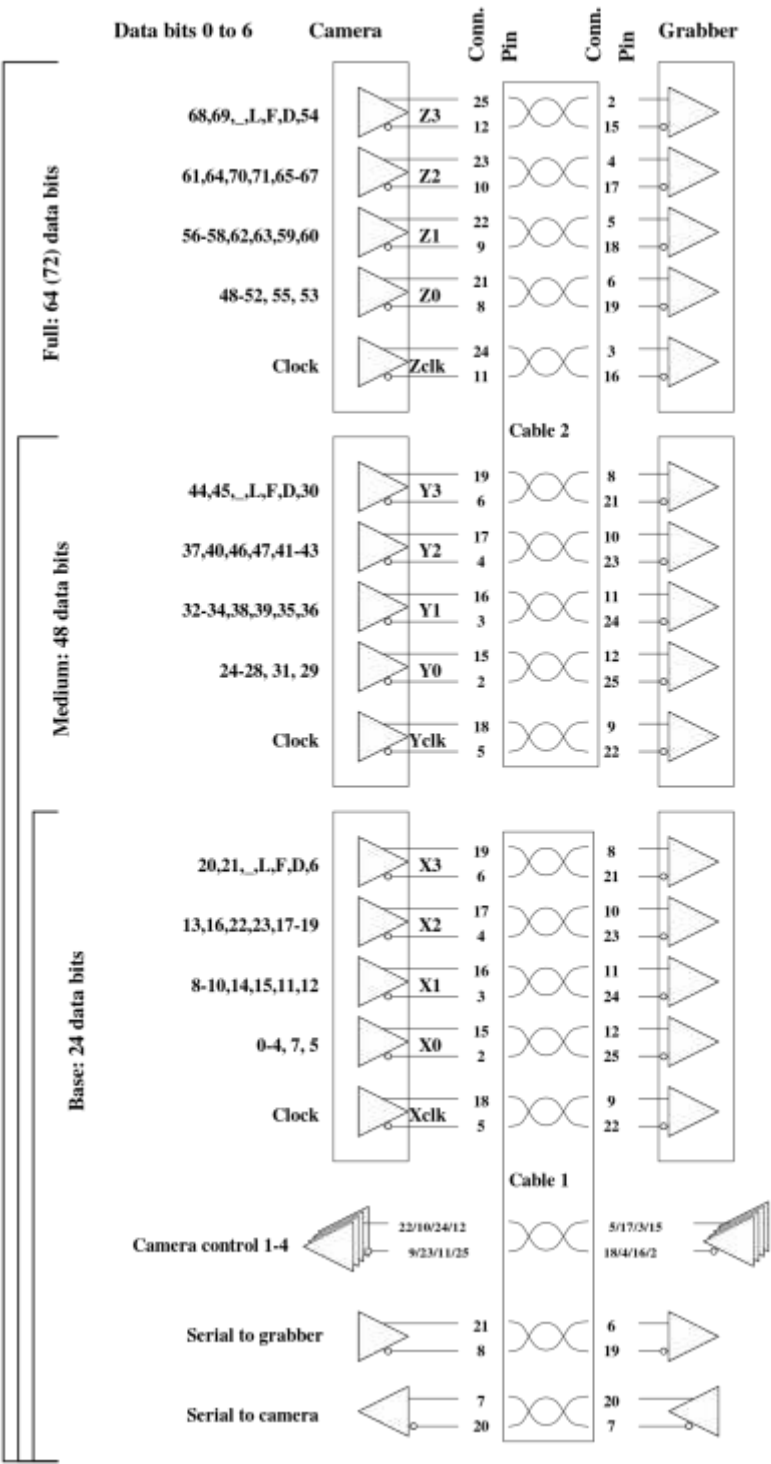 Data bits 0 to 6 Camera Conn. Pin Conn. Pin Grabber
Full: 64 (72) data bits
68,69,_,L,F,D,54 Z3 25 2
12 15
61,64,70,71,65-67 Z2 23 4
10 17
56-58,62,63,59,60 Z1 22 5
9 18
48-52, 55, 53 Z0 21 6
8 19
Clock Zclk 24 3
11 16
Cable 2
Medium: 48 data bits
44,45,_,L,F,D,30 Y3 19 8
6 21
37,40,46,47,41-43 Y2 17 10
4 23
32-34,38,39,35,36 Y1 16 11
3 24
24-28, 31, 29 Y0 15 12
2 25
Clock Yclk 18 9
5 22
Base: 24 data bits
20,21,_,L,F,D,6 X3 19 8
6 21
13,16,22,23,17-19 X2 17 10
4 23
8-10,14,15,11,12 X1 16 11
3 24
0-4, 7, 5 X0 15 12
2 25
Clock Xclk 18 9
5 22
Cable 1
Camera control 1-4 22/10/24/12 5/17/3/15
9/23/11/25 18/4/16/2
Serial to grabber 21 6
8 19
Serial to camera 7 20
20 7